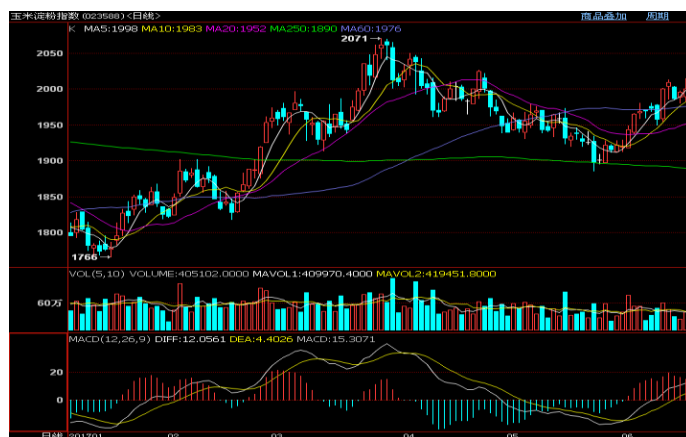 玉米淀粉指数 (023588) <日线> 商品叠加 周期
K MA5:1998 MA10:1983 MA20:1952 MA250:1890 MA60:1976
2071→
2050
2000
1950
1900
1850
1800
1766→
VOL(5,10) VOLUME:405102.0000 MAVOL1:409970.4000 MAVOL2:419451.8000
60万
MACD(12,26,9) DIFF:12.0561 DEA:4.4026 MACD:15.3071
20
0
日线 201701 02 03 04 05 06